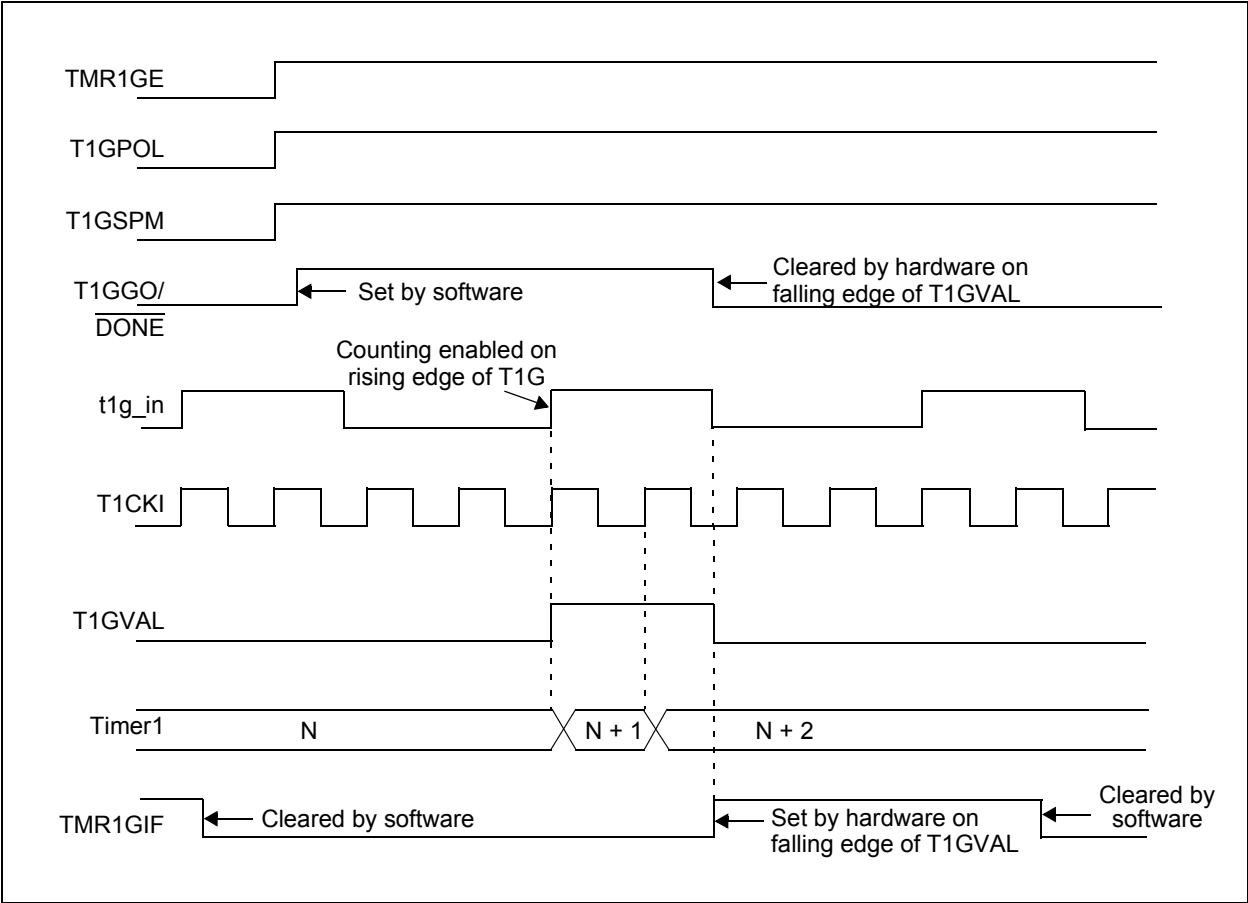 TMR1GE
T1GPOL
T1GSPM
T1GGO/
DONE
Set by software
Cleared by hardware on
falling edge of T1GVAL
Counting enabled on
rising edge of T1G
t1g_in
T1CKI
T1GVAL
Timer1
N
N + 1
N + 2
TMR1GIF
Cleared by software
Set by hardware on
falling edge of T1GVAL
Cleared by
software